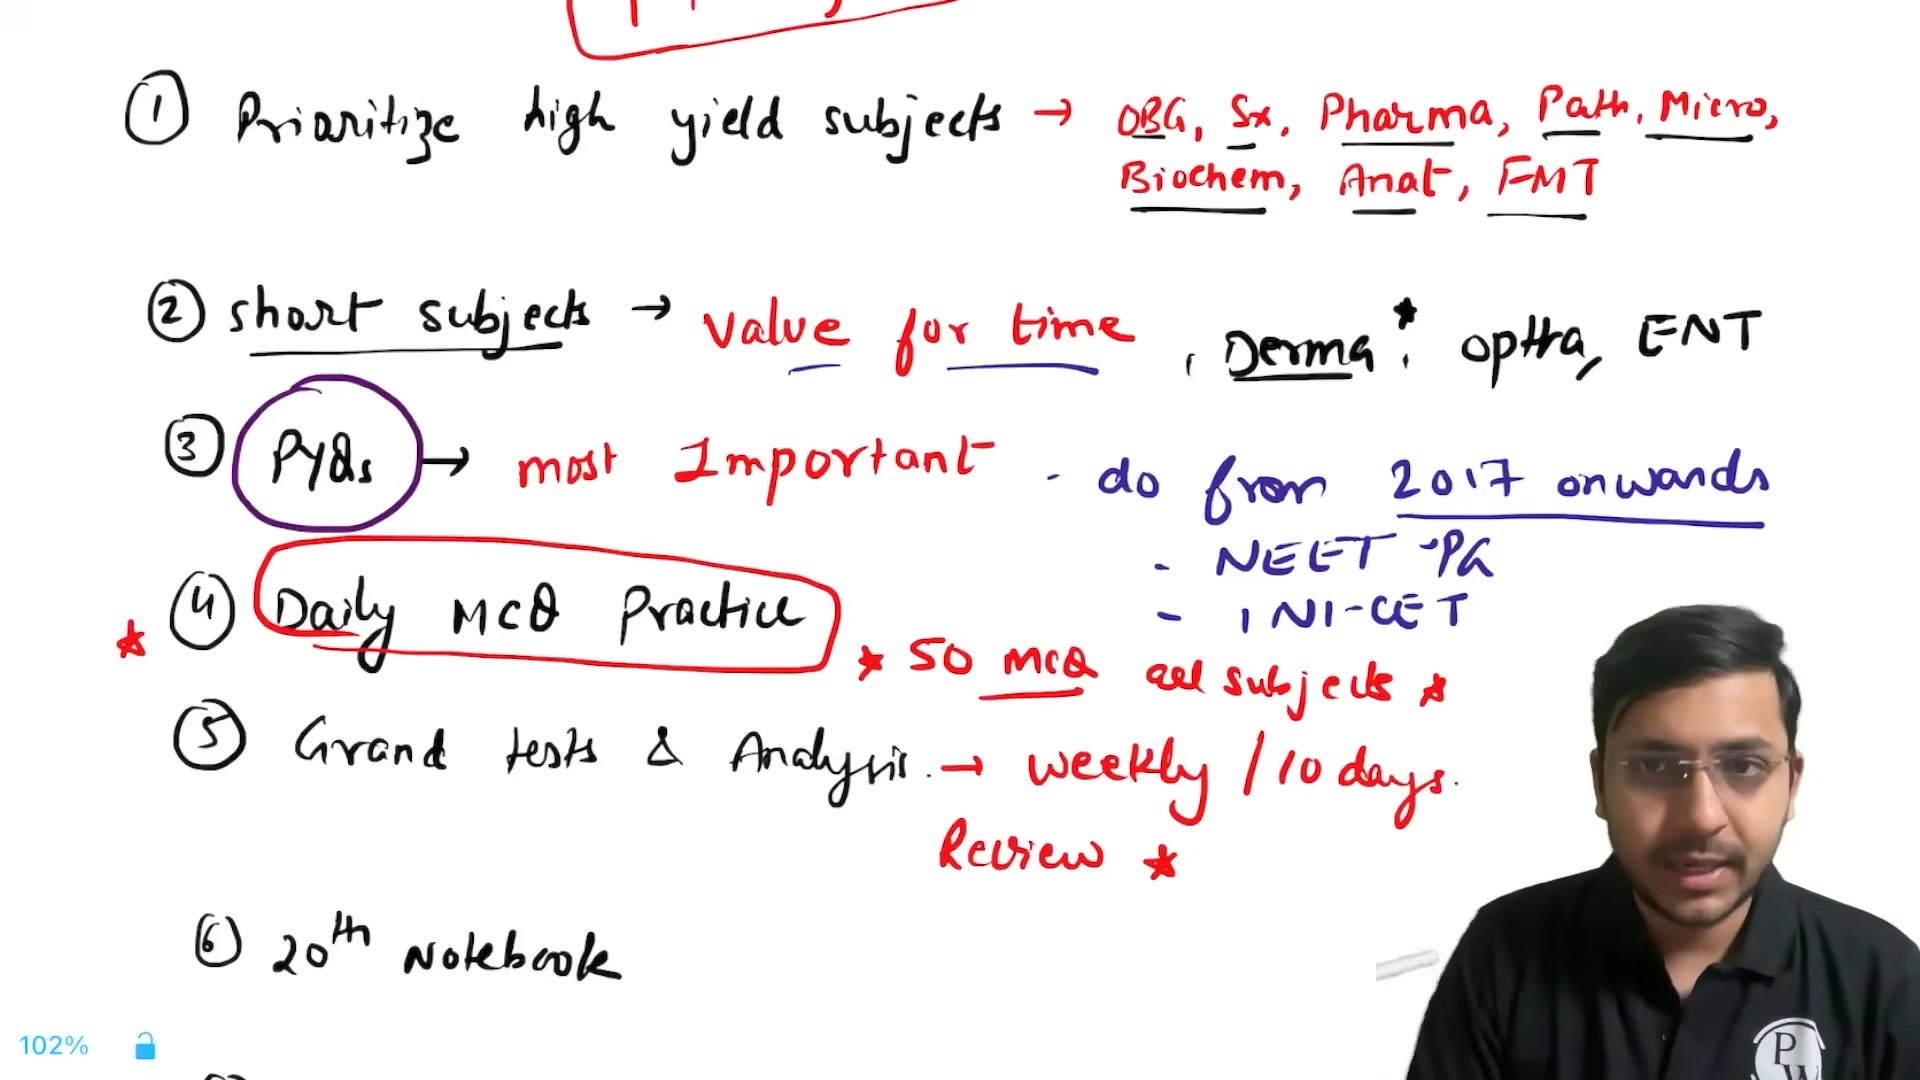 ① Prioritize high yield subjects → OBG, Sx, Pharma, Path, Micro,
Biochem, Anat, FMT
② short subjects → value for time, Derma*, optha, ENT
③ PYQs → most Important - do from 2017 onwards
- NEET-PG
④ Daily MCQ Practice
- INI-CET
* 50 MCQ all subjects *
⑤ Grand tests & Analysis. → weekly / 10 days.
Review *
⑥ 20th Notebook
102%
PW